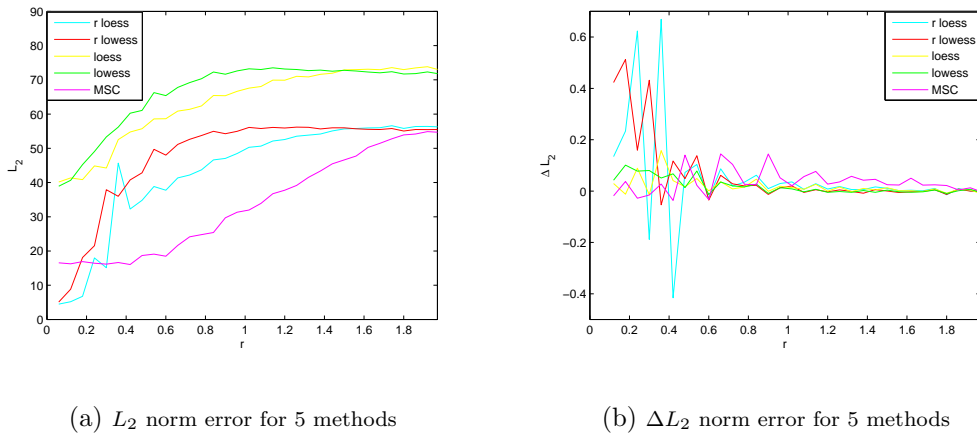 90
80
70
60
50
40
30
20
10
0
L2
r loess
r lowess
loess
lowess
MSC
0 0.2 0.4 0.6 0.8 1 1.2 1.4 1.6 1.8
r
0.6
0.4
0.2
0
−0.2
−0.4
Δ L2
r loess
r lowess
loess
lowess
MSC
0 0.2 0.4 0.6 0.8 1 1.2 1.4 1.6 1.8
r
(a) L2 norm error for 5 methods
(b) ΔL2 norm error for 5 methods